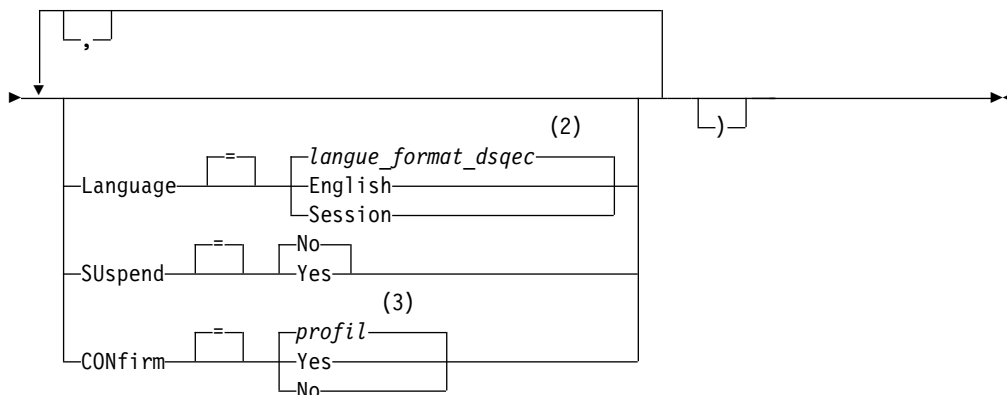 ,
(2)
= langue_format_dsqec
Language English
Session
)
= No
SUspend Yes
(3)
= profil
CONfirm Yes
No